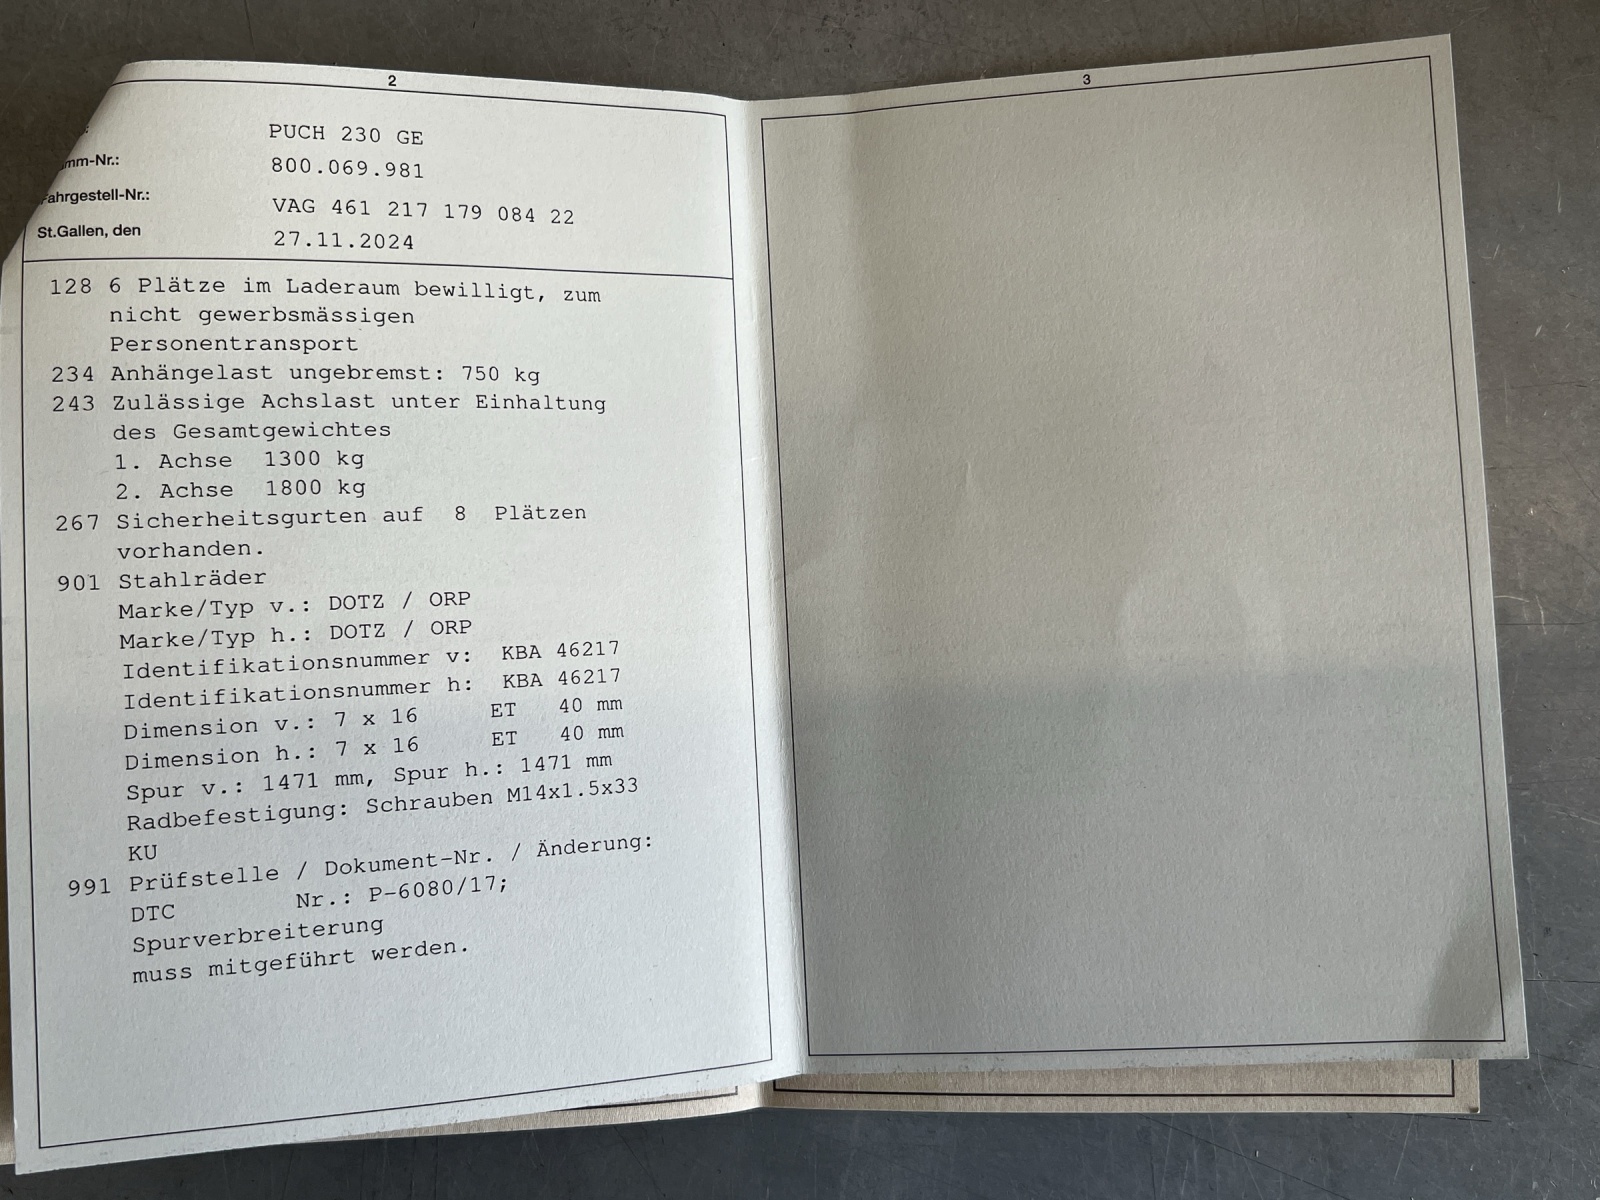 2
PUCH 230 GE
mm-Nr.: 800.069.981
Fahrgestell-Nr.: VAG 461 217 179 084 22
St.Gallen, den 27.11.2024
128 6 Plätze im Laderaum bewilligt, zum
nicht gewerbsmässigen
Personentransport
234 Anhängelast ungebremst: 750 kg
243 Zulässige Achslast unter Einhaltung
des Gesamtgewichtes
1. Achse 1300 kg
2. Achse 1800 kg
267 Sicherheitsgurten auf 8 Plätzen
vorhanden.
901 Stahlräder
Marke/Typ v.: DOTZ / ORP
Marke/Typ h.: DOTZ / ORP
Identifikationsnummer v: KBA 46217
Identifikationsnummer h: KBA 46217
Dimension v.: 7 x 16 ET 40 mm
Dimension h.: 7 x 16 ET 40 mm
Spur v.: 1471 mm, Spur h.: 1471 mm
Radbefestigung: Schrauben M14x1.5x33
KU
991 Prüfstelle / Dokument-Nr. / Änderung:
DTC Nr.: P-6080/17;
Spurverbreiterung
muss mitgeführt werden.
3